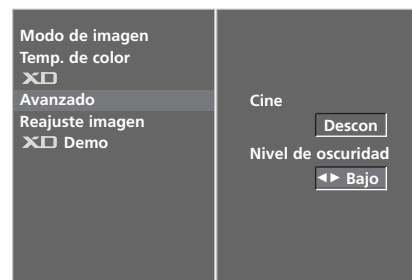 Modo de imagen
Temp. de color
XD
Avanzado
Reajuste imagen
XD Demo
Cine
Descon
Nivel de oscuridad
◄► Bajo